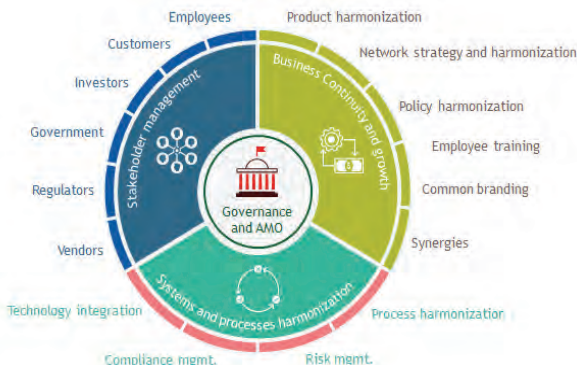 Employees
Customers
Investors
Government
Regulators
Vendors
Stakeholder management
Product harmonization
Network strategy and harmonization
Policy harmonization
Employee training
Common branding
Synergies
Business Continuity and growth
Governance
and AMO
Systems and processes harmonization
Technology integration
Compliance mgmt.
Risk mgmt.
Process harmonization